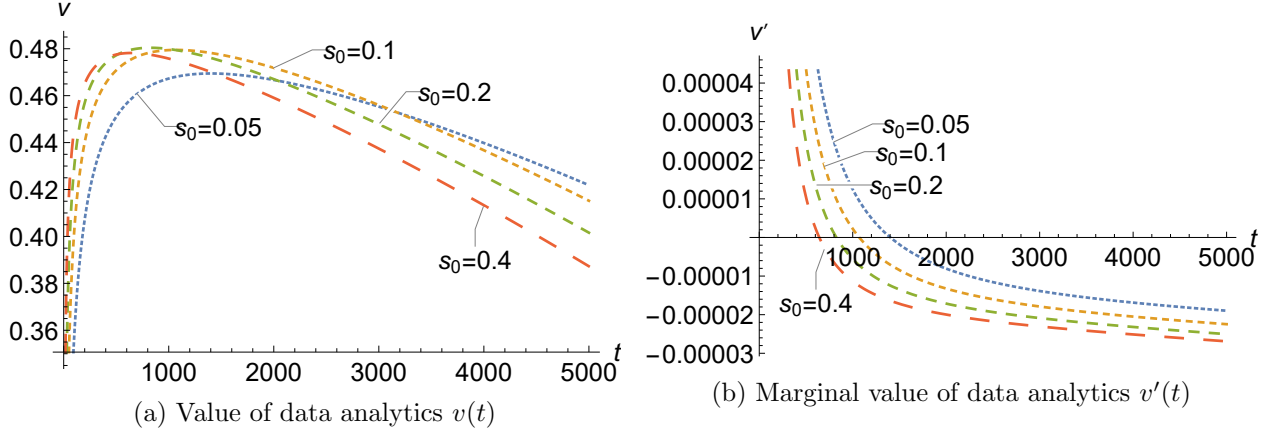 v
0.48
0.46
0.44
0.42
0.40
0.38
0.36
s₀=0.1
s₀=0.2
s₀=0.05
s₀=0.4
t
1000 2000 3000 4000 5000
(a) Value of data analytics v(t)
v′
0.00004
0.00003
0.00002
0.00001
−0.00001
−0.00002
−0.00003
s₀=0.05
s₀=0.1
s₀=0.2
s₀=0.4
t
1000 2000 3000 4000 5000
(b) Marginal value of data analytics v′(t)